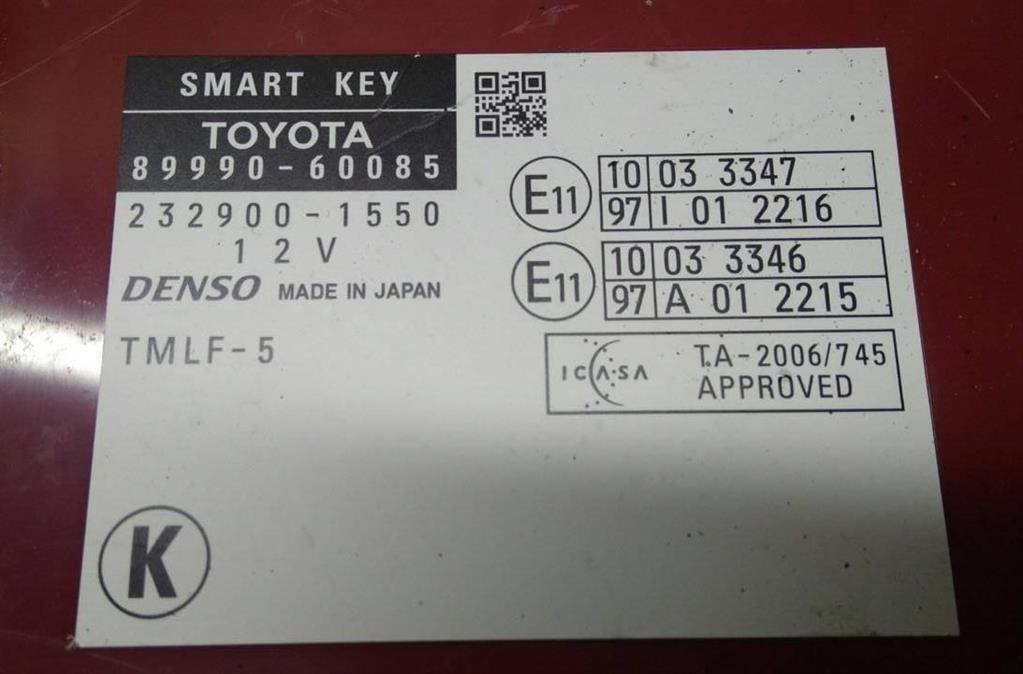 SMART KEY
TOYOTA
89990-60085
232900-1550
12V
DENSO MADE IN JAPAN
TMLF-5
E11
10 03 3347
97 I 01 2216
E11
10 03 3346
97 A 01 2215
ICASA
TA-2006/745
APPROVED
K